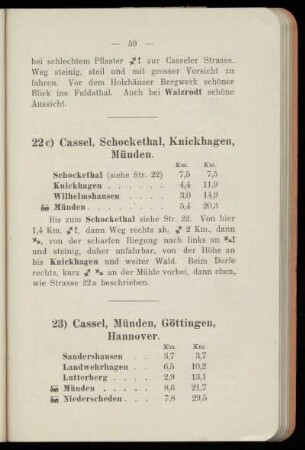 — 50 —
bei schlechtem Pflaster ! zur Casseler Strasse.
Weg steinig, steil und mit grosser Vorsicht zu
fahren. Vor dem Holzhäuser Bergwerk schöner
Blick ins Fuldathal. Auch bei Walzrodt schöne
Aussicht.
22c) Cassel, Schockethal, Knickhagen,
Münden.
Km. Km.
Schockethal (siehe Str. 22) 7,5 7,5
Knickhagen . . . . . . 4,4 11,9
Wilhelmshausen . . . . 3,0 14,9
Münden . . . . . . . . 5,4 20,3
Bis zum Schockethal siehe Str. 22. Von hier
1,4 Km. !, dann Weg rechts ab, 2 Km., dann
, von der scharfen Biegung nach links an !
und steinig, daher unfahrbar, von der Höhe an
bis Knickhagen und weiter Wald. Beim Dorfe
rechts, kurz an der Mühle vorbei, dann eben,
wie Strasse 22a beschrieben.
23) Cassel, Münden, Göttingen,
Hannover.
Km. Km.
Sandershausen . . 3,7 3,7
Landwehrhagen . . 6,5 10,2
Lutterberg . . . . 2,9 13,1
Münden . . . . . 8,6 21,7
Niederscheden . . 7,8 29,5